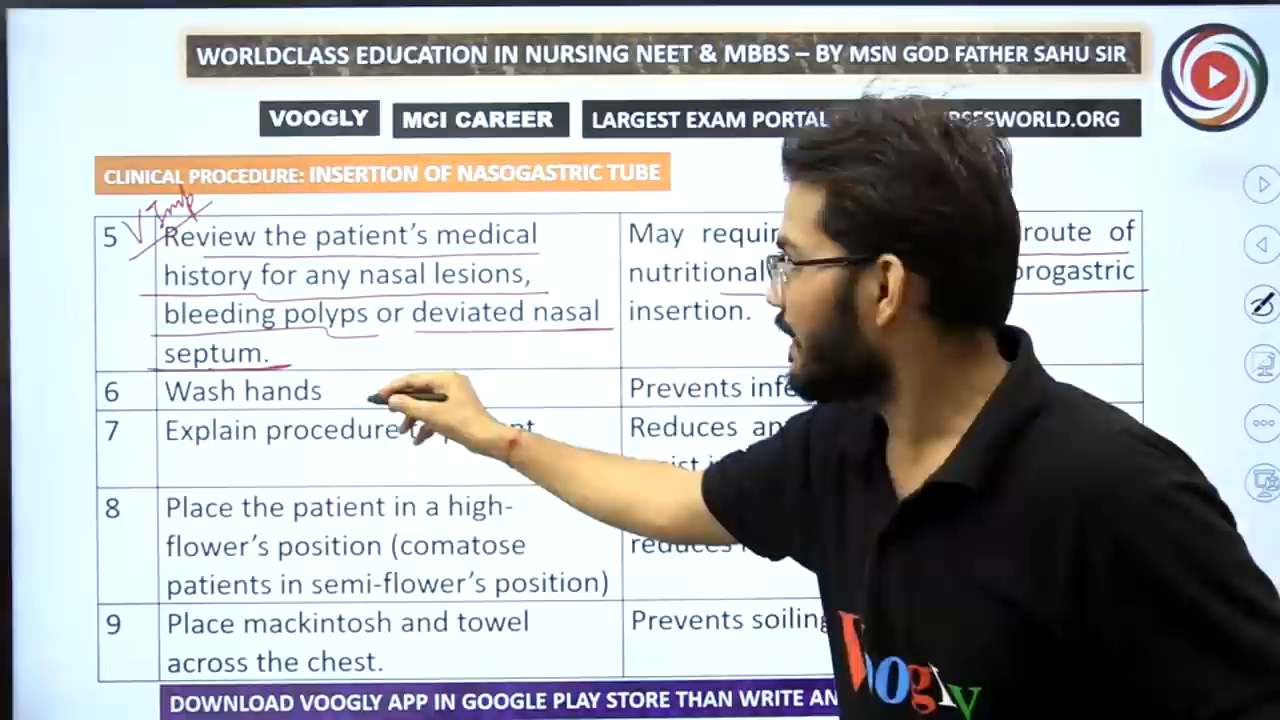 WORLDCLASS EDUCATION IN NURSING NEET & MBBS – BY MSN GOD FATHER SAHU SIR
VOOGLY MCI CAREER LARGEST EXAM PORTAL
CLINICAL PROCEDURE: INSERTION OF NASOGASTRIC TUBE
V Imp
5 Review the patient’s medical
history for any nasal lesions,
bleeding polyps or deviated nasal
septum.
May route of
nutritional
insertion.
6 Wash hands Prevents
7 Explain procedure
Reduces
8 Place the patient in a high-
flower’s position (comatose
patients in semi-flower’s position)
reduces
9 Place mackintosh and towel
across the chest.
Prevents soiling
DOWNLOAD VOOGLY APP IN GOOGLE PLAY STORE THAN WRITE
Voogly